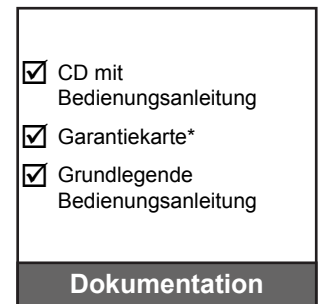 CD mit
Bedienungsanleitung
Garantiekarte*
Grundlegende
Bedienungsanleitung
Dokumentation